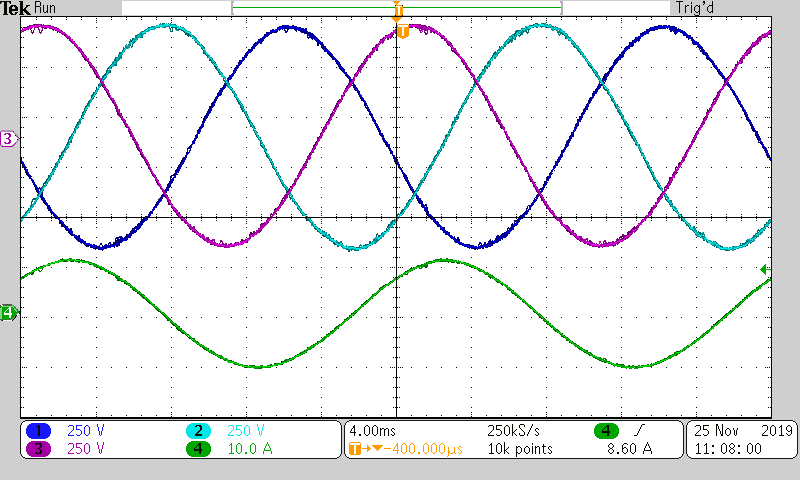 Tek Run Trig'd
T
T
3
4
1 250 V 2 250 V
3 250 V 4 10.0 A
4.00ms 250kS/s 4
T→▼−400.000µs 10k points 8.60 A
25 Nov 2019
11:08:00